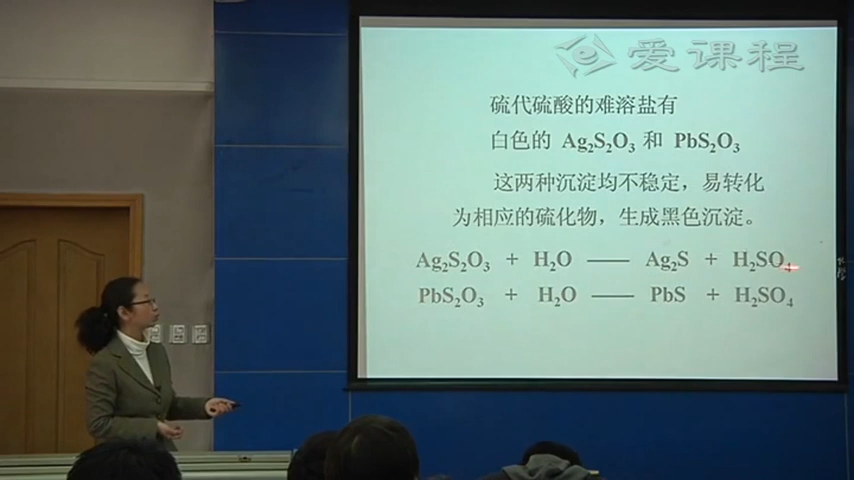 爱课程
硫代硫酸的难溶盐有
白色的 Ag₂S₂O₃ 和 PbS₂O₃
这两种沉淀均不稳定，易转化
为相应的硫化物，生成黑色沉淀。
Ag₂S₂O₃ + H₂O —— Ag₂S + H₂SO₄
PbS₂O₃ + H₂O —— PbS + H₂SO₄